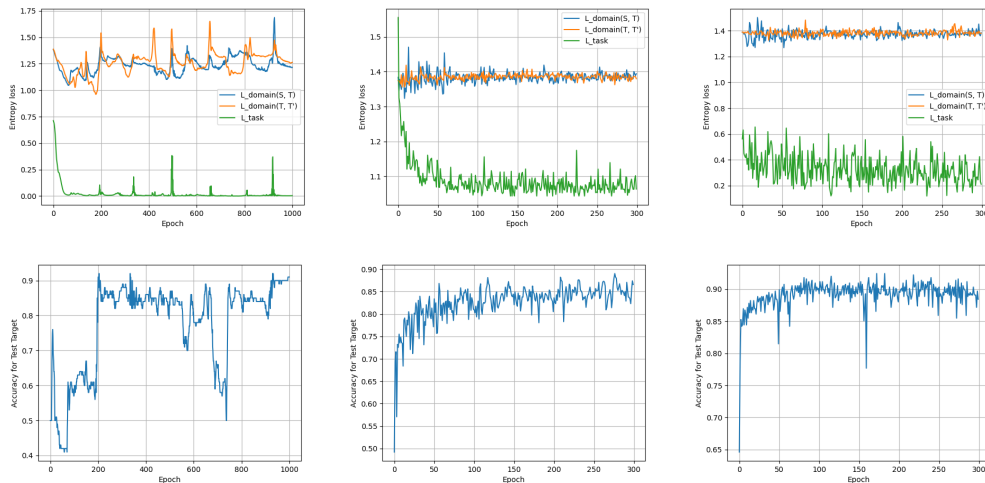 1.75
1.50
1.25
1.00
0.75
0.50
0.25
0.00
Entropy loss
L_domain(S, T)
L_domain(T, T')
L_task
0 200 400 600 800 1000
Epoch
1.5
1.4
1.3
1.2
1.1
Entropy loss
L_domain(S, T)
L_domain(T, T')
L_task
0 50 100 150 200 250 300
Epoch
1.4
1.2
1.0
0.8
0.6
0.4
0.2
Entropy loss
L_domain(S, T)
L_domain(T, T')
L_task
0 50 100 150 200 250 300
Epoch
0.9
0.8
0.7
0.6
0.5
0.4
Accuracy for Test Target
0 200 400 600 800 1000
Epoch
0.90
0.85
0.80
0.75
0.70
0.65
0.60
0.55
0.50
Accuracy for Test Target
0 50 100 150 200 250 300
Epoch
0.90
0.85
0.80
0.75
0.70
0.65
Accuracy for Test Target
0 50 100 150 200 250 300
Epoch